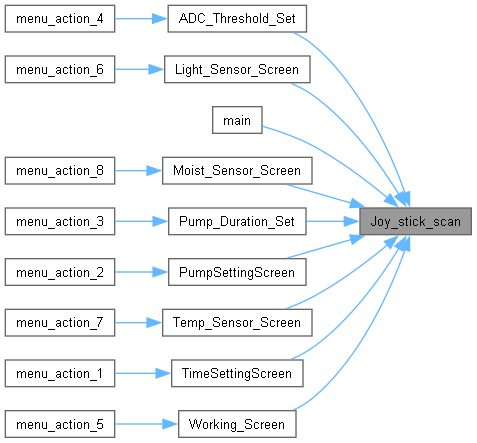 menu_action_4
ADC_Threshold_Set
menu_action_6
Light_Sensor_Screen
main
menu_action_8
Moist_Sensor_Screen
menu_action_3
Pump_Duration_Set
Joy_stick_scan
menu_action_2
PumpSettingScreen
menu_action_7
Temp_Sensor_Screen
menu_action_1
TimeSettingScreen
menu_action_5
Working_Screen